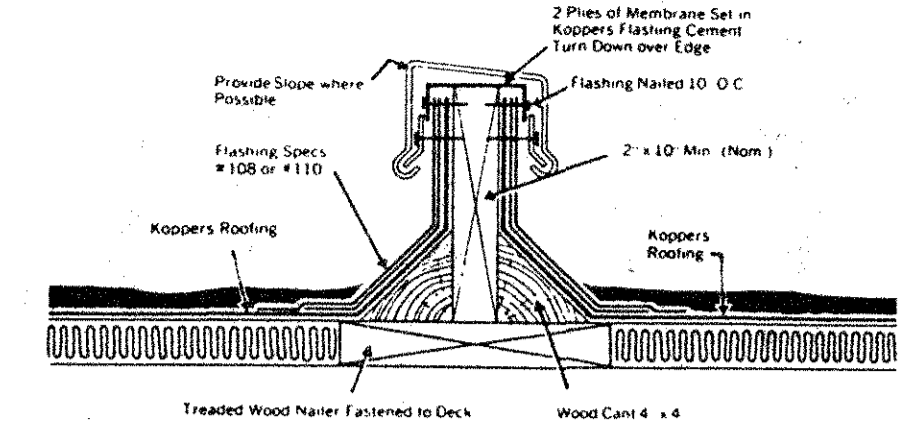 2 Plies of Membrane Set in
Koppers Flashing Cement
Turn Down over Edge
Provide Slope where
Possible
Flashing Nailed 10 O C
Flashing Specs
#108 or #110
2" x 10" Min (Nom)
Koppers Roofing
Koppers
Roofing
Treaded Wood Nailer Fastened to Deck
Wood Cant 4 x 4